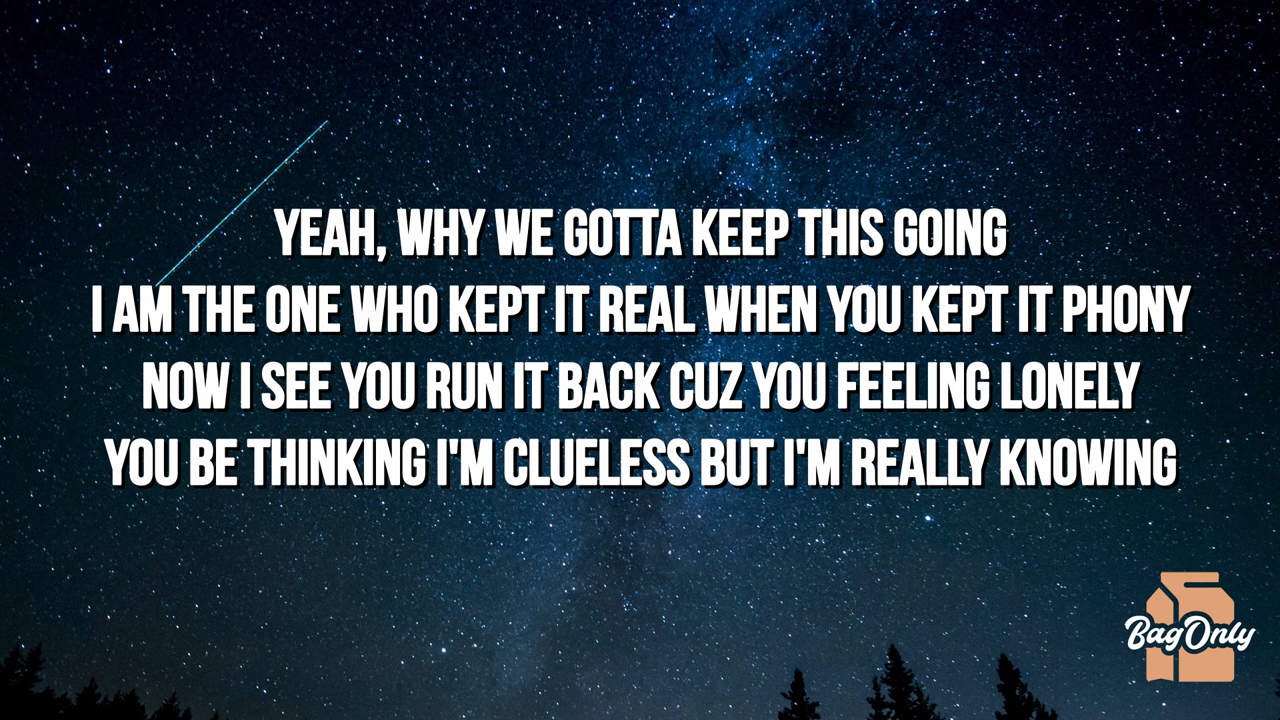 YEAH, WHY WE GOTTA KEEP THIS GOING
I AM THE ONE WHO KEPT IT REAL WHEN YOU KEPT IT PHONY
NOW I SEE YOU RUN IT BACK CUZ YOU FEELING LONELY
YOU BE THINKING I'M CLUELESS BUT I'M REALLY KNOWING
BagOnly